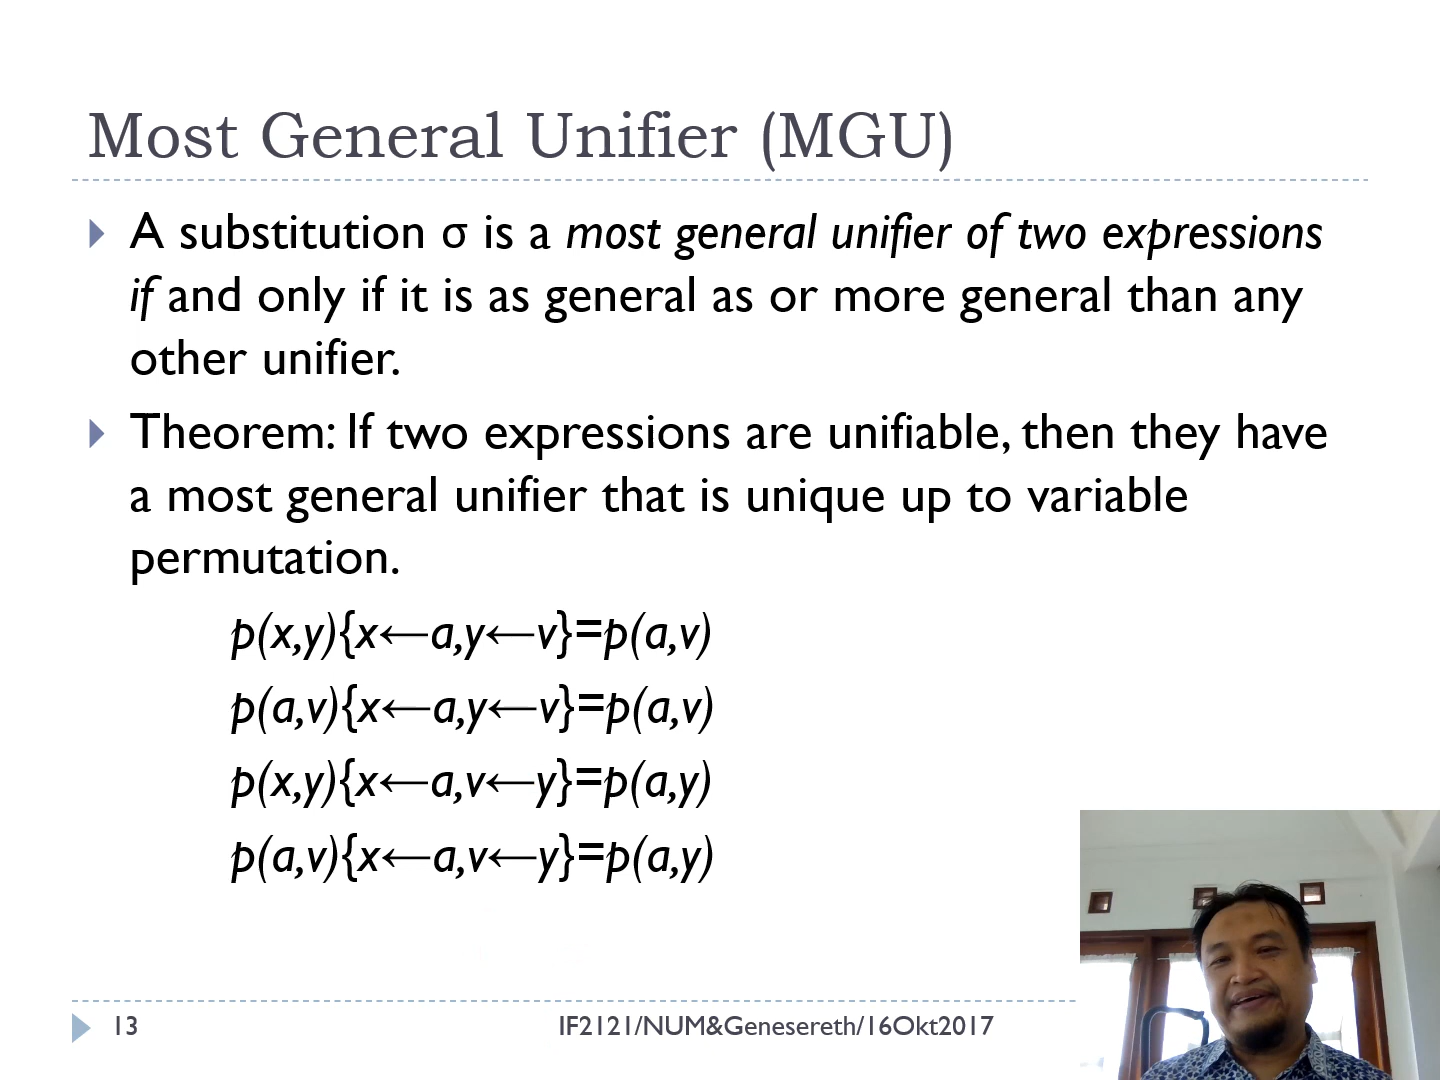 Most General Unifier (MGU)
A substitution σ is a most general unifier of two expressions
if and only if it is as general as or more general than any
other unifier.
Theorem: If two expressions are unifiable, then they have
a most general unifier that is unique up to variable
permutation.
p(x,y){x←a,y←v}=p(a,v)
p(a,v){x←a,y←v}=p(a,v)
p(x,y){x←a,v←y}=p(a,y)
p(a,v){x←a,v←y}=p(a,y)
13 IF2121/NUM&Genesereth/16Okt2017